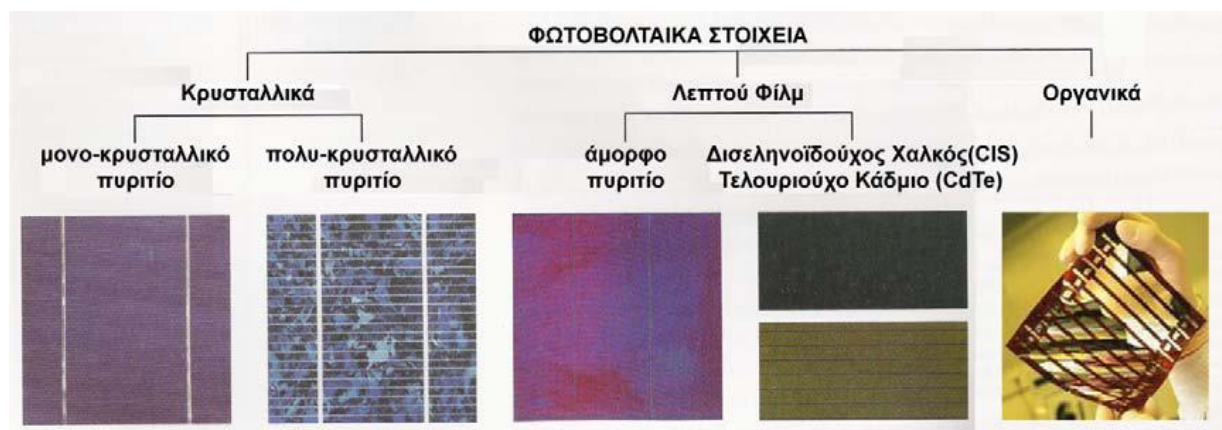 ΦΩΤΟΒΟΛΤΑΙΚΑ ΣΤΟΙΧΕΙΑ
Κρυσταλλικά
Λεπτού Φίλμ
Οργανικά
μονο-κρυσταλλικό
πυριτίο
πολυ-κρυσταλλικό
πυριτίο
άμορφο
πυριτίο
Δισεληνοϊδούχος Χαλκός(CIS)
Τελουριούχο Κάδμιο (CdTe)